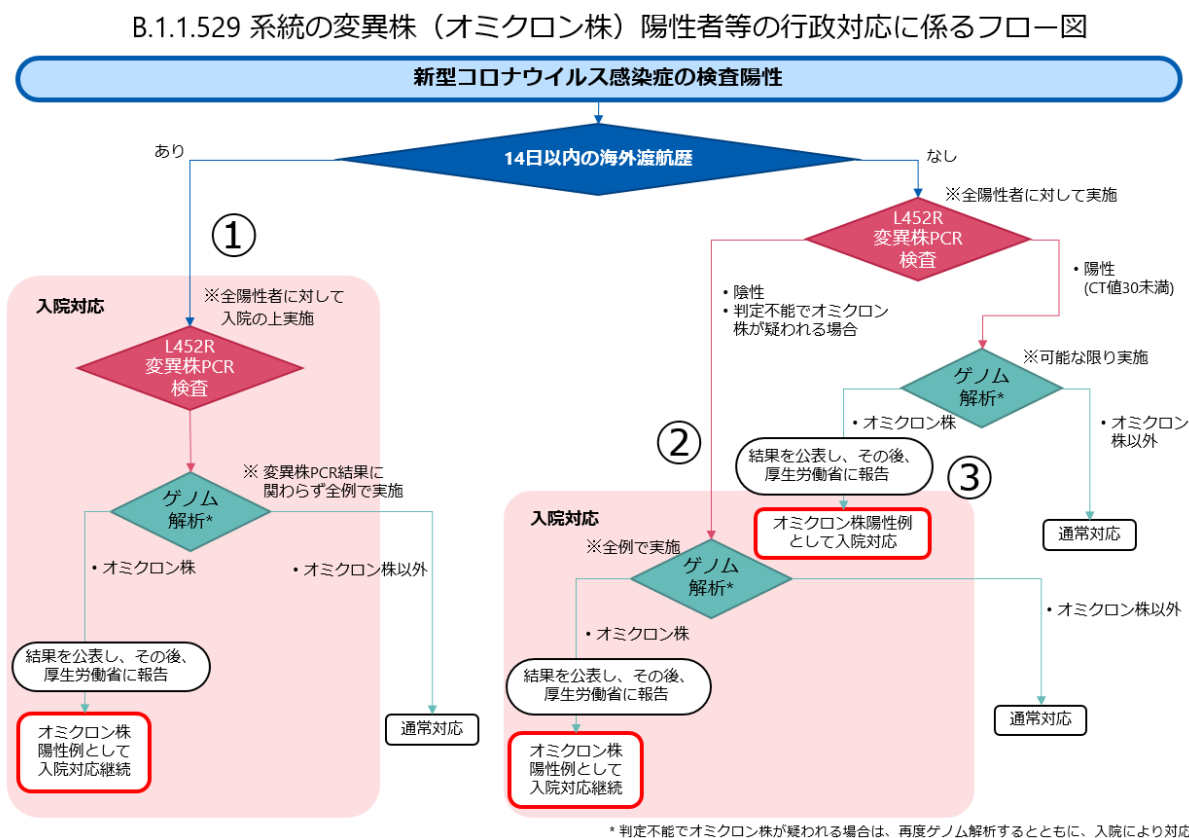 B.1.1.529 系統の変異株（オミクロン株）陽性者等の行政対応に係るフロー図
新型コロナウイルス感染症の検査陽性
14日以内の海外渡航歴
あり
なし
①
入院対応
※全陽性者に対して
入院の上実施
L452R
変異株PCR
検査
※ 変異株PCR結果に
関わらず全例で実施
ゲノム
解析*
・オミクロン株
・オミクロン株以外
結果を公表し、その後、
厚生労働省に報告
オミクロン株
陽性例として
入院対応継続
通常対応
※全陽性者に対して実施
L452R
変異株PCR
検査
・陰性
・判定不能でオミクロン
株が疑われる場合
・陽性
(CT値30未満)
※可能な限り実施
ゲノム
解析*
・オミクロン株
・オミクロン
株以外
②
結果を公表し、その後、
厚生労働省に報告
③
オミクロン株陽性例
として入院対応
通常対応
入院対応
※全例で実施
ゲノム
解析*
・オミクロン株
・オミクロン株以外
結果を公表し、その後、
厚生労働省に報告
オミクロン株
陽性例として
入院対応継続
通常対応
* 判定不能でオミクロン株が疑われる場合は、再度ゲノム解析するとともに、入院により対応